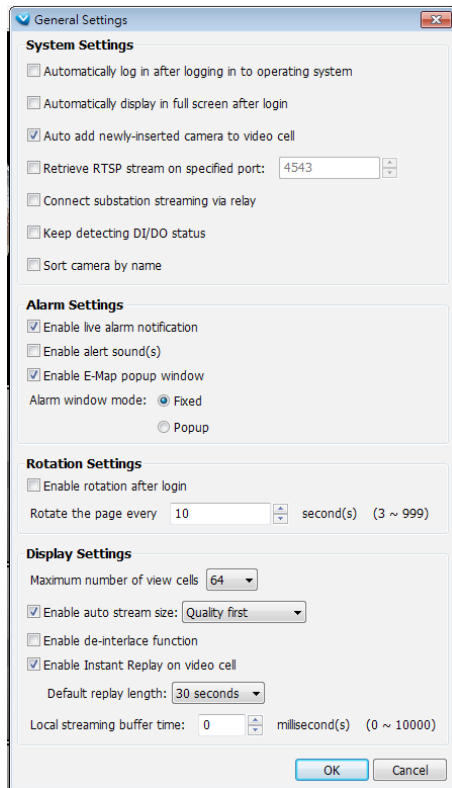 General Settings
System Settings
Automatically log in after logging in to operating system
Automatically display in full screen after login
Auto add newly-inserted camera to video cell
Retrieve RTSP stream on specified port: 4543
Connect substation streaming via relay
Keep detecting DI/DO status
Sort camera by name
Alarm Settings
Enable live alarm notification
Enable alert sound(s)
Enable E-Map popup window
Alarm window mode: Fixed
Popup
Rotation Settings
Enable rotation after login
Rotate the page every 10 second(s) (3 ~ 999)
Display Settings
Maximum number of view cells 64
Enable auto stream size: Quality first
Enable de-interlace function
Enable Instant Replay on video cell
Default replay length: 30 seconds
Local streaming buffer time: 0 millisecond(s) (0 ~ 10000)
OK Cancel